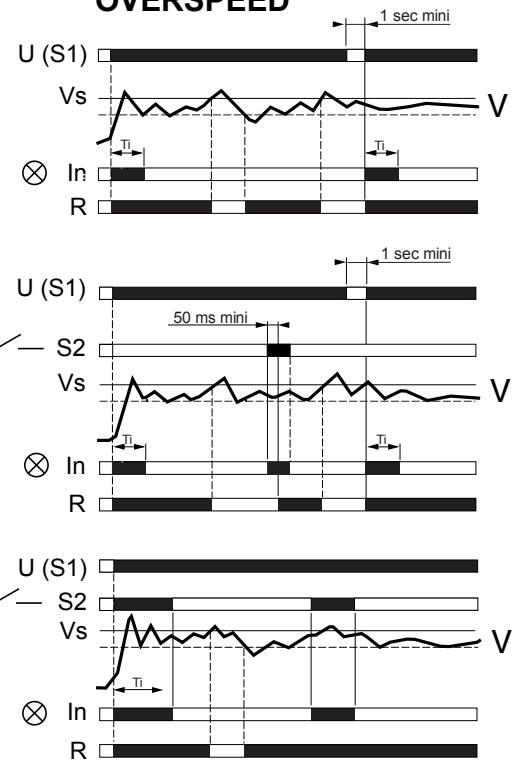 OVERSPEED
1 sec mini
U (S1)
Vs
V
Ti
Ti
In
R
1 sec mini
U (S1)
50 ms mini
S2
Vs
V
Ti
Ti
In
R
U (S1)
S2
Vs
V
Ti
In
R